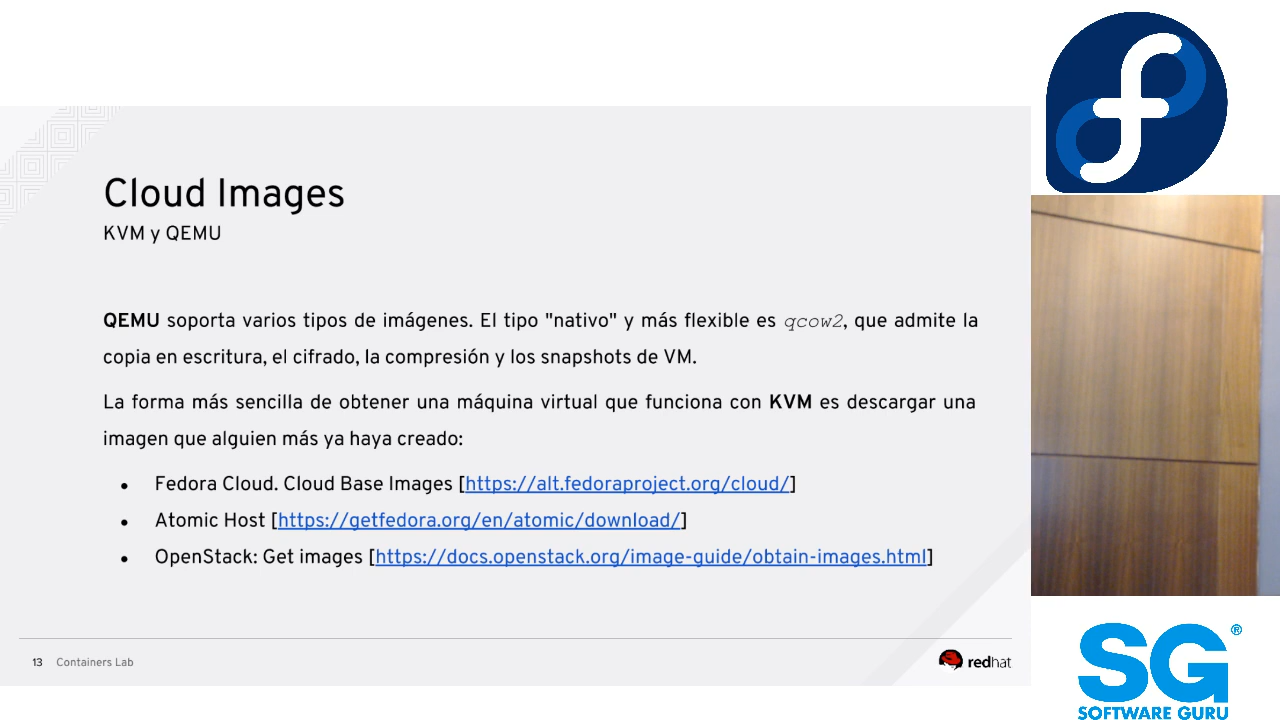 Cloud Images
KVM y QEMU
QEMU soporta varios tipos de imágenes. El tipo "nativo" y más flexible es qcow2, que admite la
copia en escritura, el cifrado, la compresión y los snapshots de VM.
La forma más sencilla de obtener una máquina virtual que funciona con KVM es descargar una
imagen que alguien más ya haya creado:
● Fedora Cloud. Cloud Base Images [https://alt.fedoraproject.org/cloud/]
● Atomic Host [https://getfedora.org/en/atomic/download/]
● OpenStack: Get images [https://docs.openstack.org/image-guide/obtain-images.html]
13 Containers Lab
redhat
SG®
SOFTWARE GURU